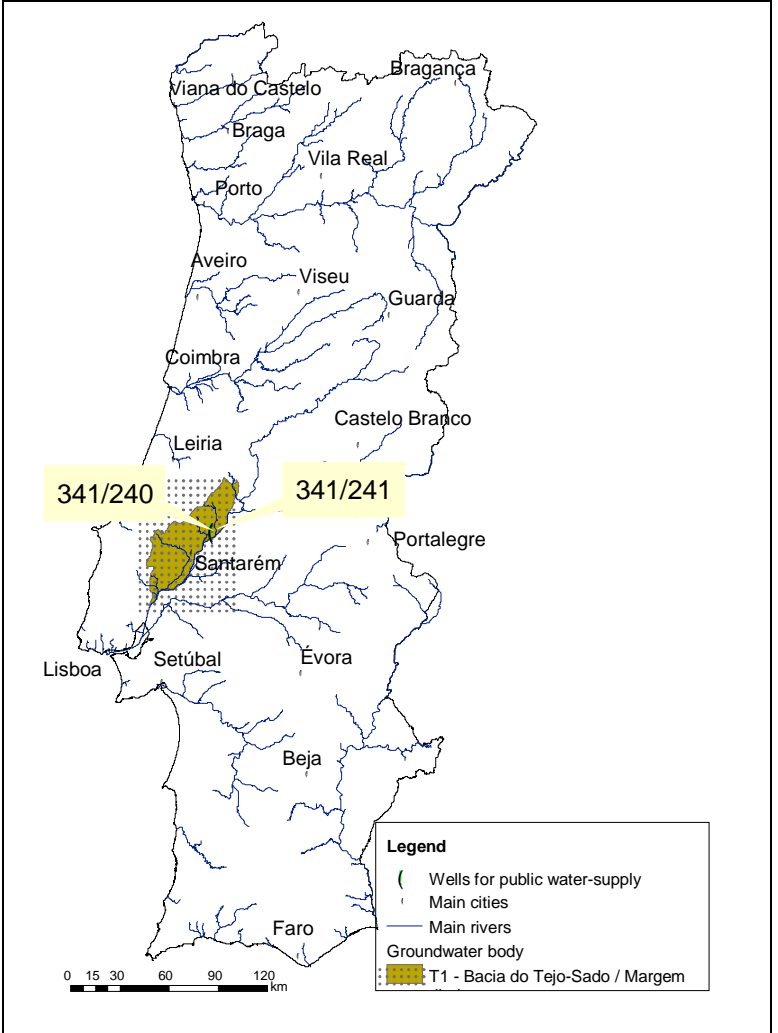 Bragança
Viana do Castelo
Braga
Vila Real
Porto
Aveiro
Viseu
Guarda
Coimbra
Castelo Branco
Leiria
341/240
341/241
Portalegre
Santarém
Lisboa
Setúbal
Évora
Beja
Faro
Legend
Wells for public water-supply
Main cities
Main rivers
Groundwater body
T1 - Bacia do Tejo-Sado / Margem
0 15 30 60 90 120
km